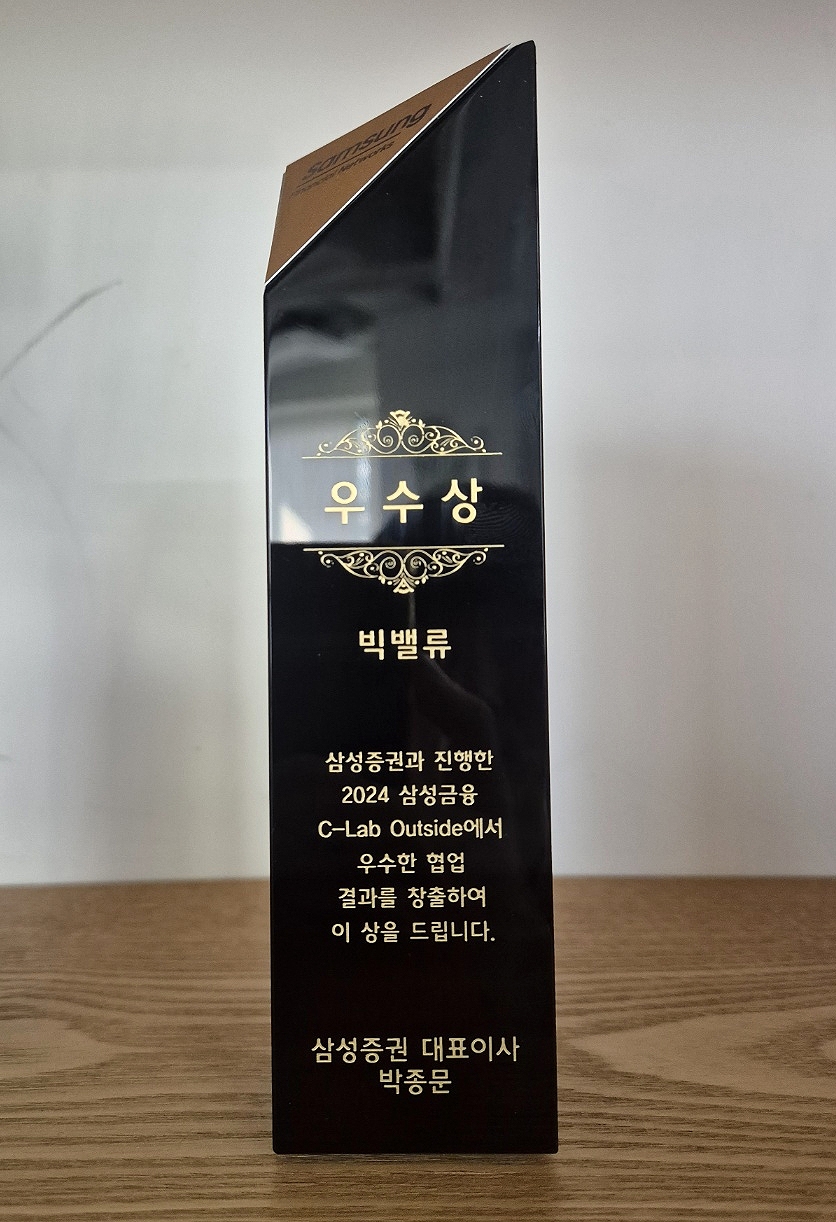 samsung
Financial Networks
우수상
빅밸류
삼성증권과 진행한
2024 삼성금융
C-Lab Outside에서
우수한 협업
결과를 창출하여
이 상을 드립니다.
삼성증권 대표이사
박종문